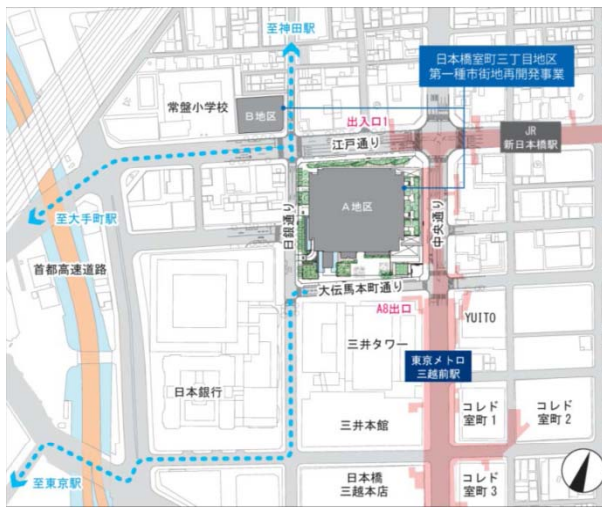 至神田駅
日本橋室町三丁目地区
第一種市街地再開発事業
常盤小学校
B地区
出入口1
江戸通り
JR
新日本橋駅
A地区
至大手町駅
日銀通り
中央通り
首都高速道路
大伝馬本町通り
A8出口
YUITO
三井タワー
東京メトロ
三越前駅
日本銀行
コレド
室町1
コレド
室町2
三井本館
至東京駅
日本橋
三越本店
コレド
室町3